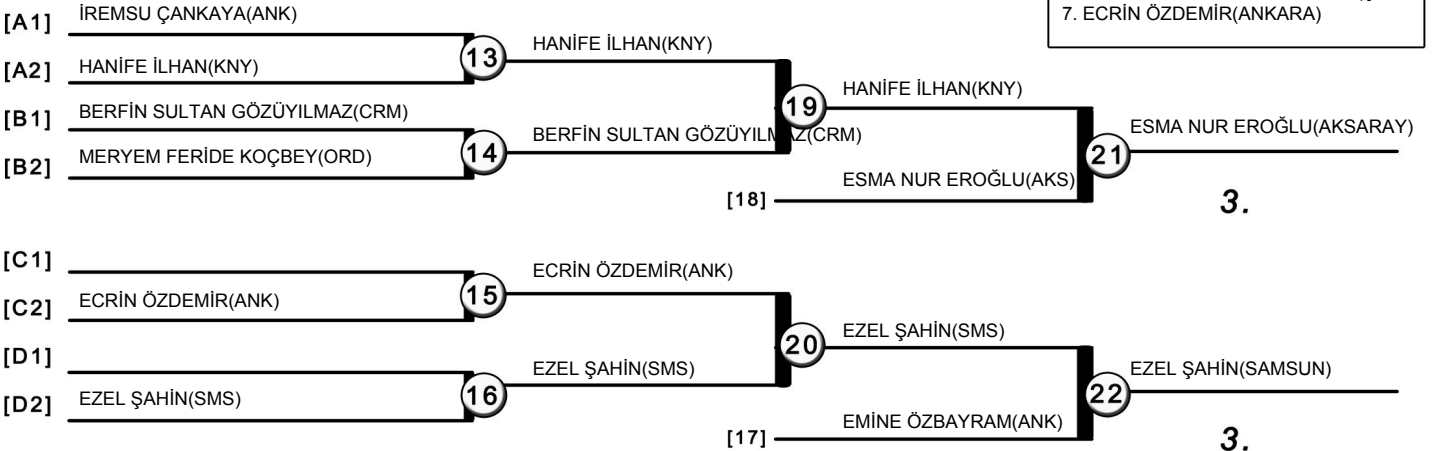 7. ECRİN ÖZDEMİR(ANKARA)
[A1] İREMSU ÇANKAYA(ANK)
13
HANİFE İLHAN(KNY)
[A2] HANİFE İLHAN(KNY)
19
HANİFE İLHAN(KNY)
[B1] BERFİN SULTAN GÖZÜYILMAZ(CRM)
14
BERFİN SULTAN GÖZÜYILMAZ(CRM)
[B2] MERYEM FERİDE KOÇBEY(ORD)
21
ESMA NUR EROĞLU(AKSARAY)
[18] ESMA NUR EROĞLU(AKS)
3.
[C1]
15
ECRİN ÖZDEMİR(ANK)
[C2] ECRİN ÖZDEMİR(ANK)
20
EZEL ŞAHİN(SMS)
[D1]
16
EZEL ŞAHİN(SMS)
[D2] EZEL ŞAHİN(SMS)
22
EZEL ŞAHİN(SAMSUN)
[17] EMİNE ÖZBAYRAM(ANK)
3.